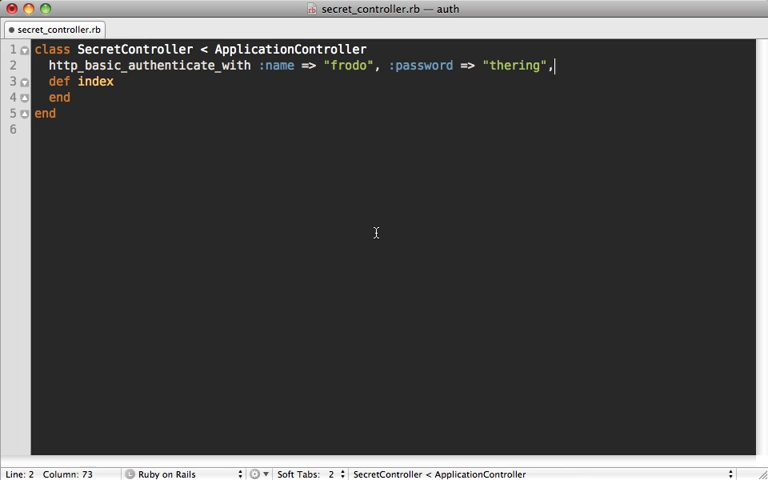 secret_controller.rb — auth
secret_controller.rb
1 class SecretController < ApplicationController
2 http_basic_authenticate_with :name => "frodo", :password => "thering",
3 def index
4 end
5 end
6
Line: 2 Column: 73 Ruby on Rails Soft Tabs: 2 SecretController < ApplicationController